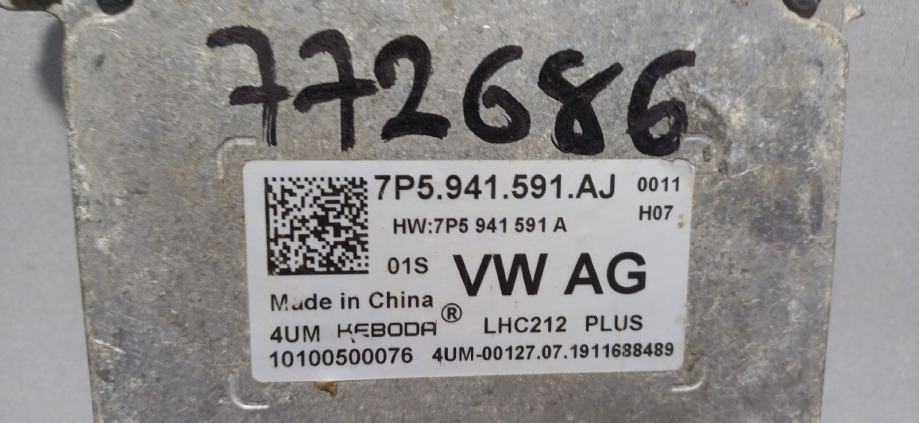 772686
7P5.941.591.AJ 0011
HW:7P5 941 591 A H07
01S VW AG
Made in China
4UM KEBODA® LHC212 PLUS
10100500076 4UM-00127.07.1911688489